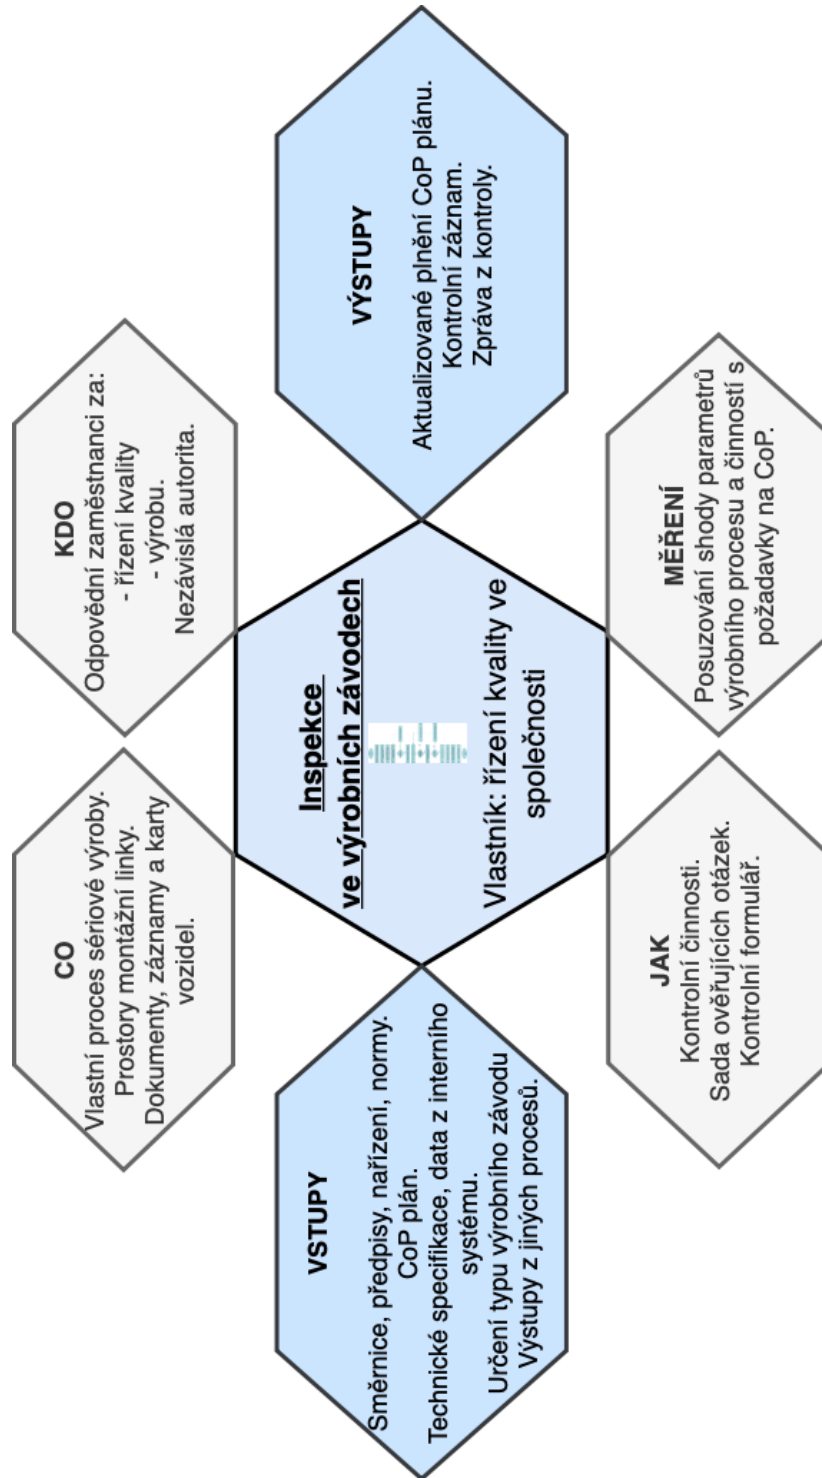 CO
Vlastní proces sériové výroby.
Prostory montážní linky.
Dokumenty, záznamy a karty
vozidel.
KDO
Odpovědní zaměstnanci za:
- řízení kvality
- výrobu.
Nezávislá autorita.
VSTUPY
Směrnice, předpisy, nařízení, normy.
CoP plán.
Technické specifikace, data z interního
systému.
Určení typu výrobního závodu
Výstupy z jiných procesů.
Inspekce
ve výrobních závodech
Vlastník: řízení kvality ve
společnosti
VÝSTUPY
Aktualizované plnění CoP plánu.
Kontrolní záznam.
Zpráva z kontroly.
JAK
Kontrolní činnosti.
Sada ověřujících otázek.
Kontrolní formulář.
MĚŘENÍ
Posuzování shody parametrů
výrobního procesu a činností s
požadavky na CoP.